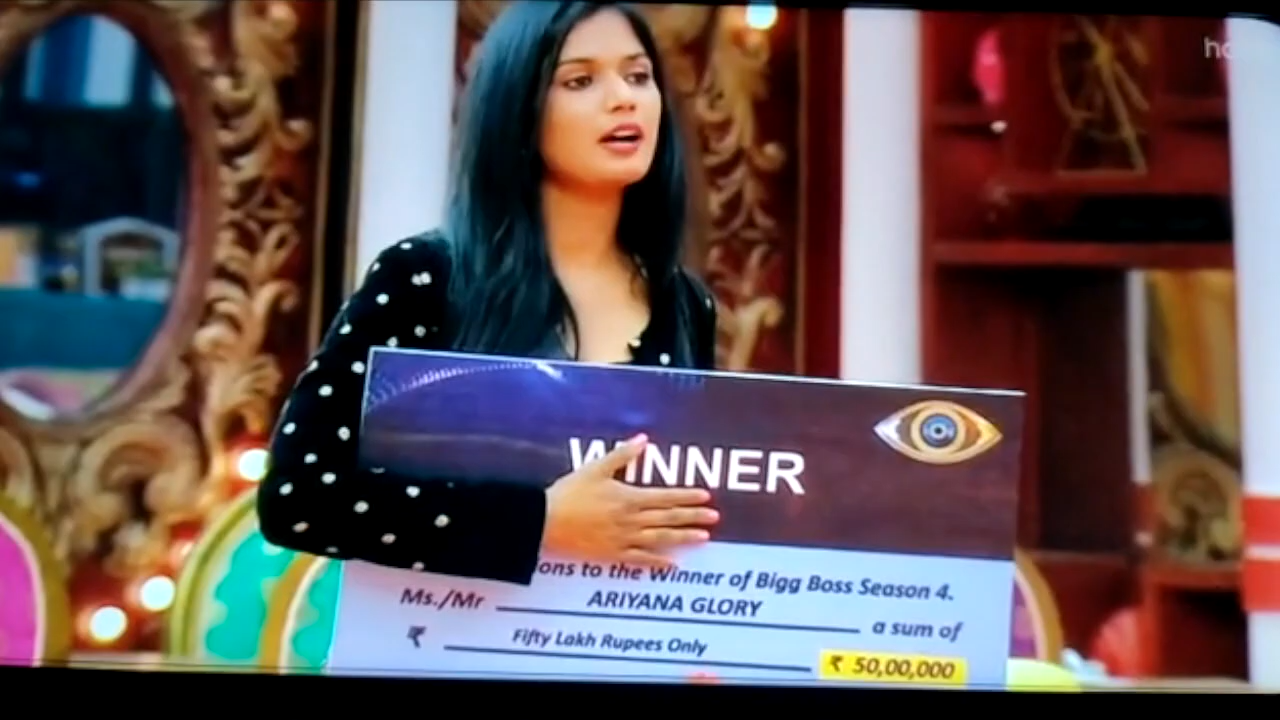 WINNER
ons to the Winner of Bigg Boss Season 4.
Ms./Mr ARIYANA GLORY a sum of
₹ Fifty Lakh Rupees Only ₹ 50,00,000